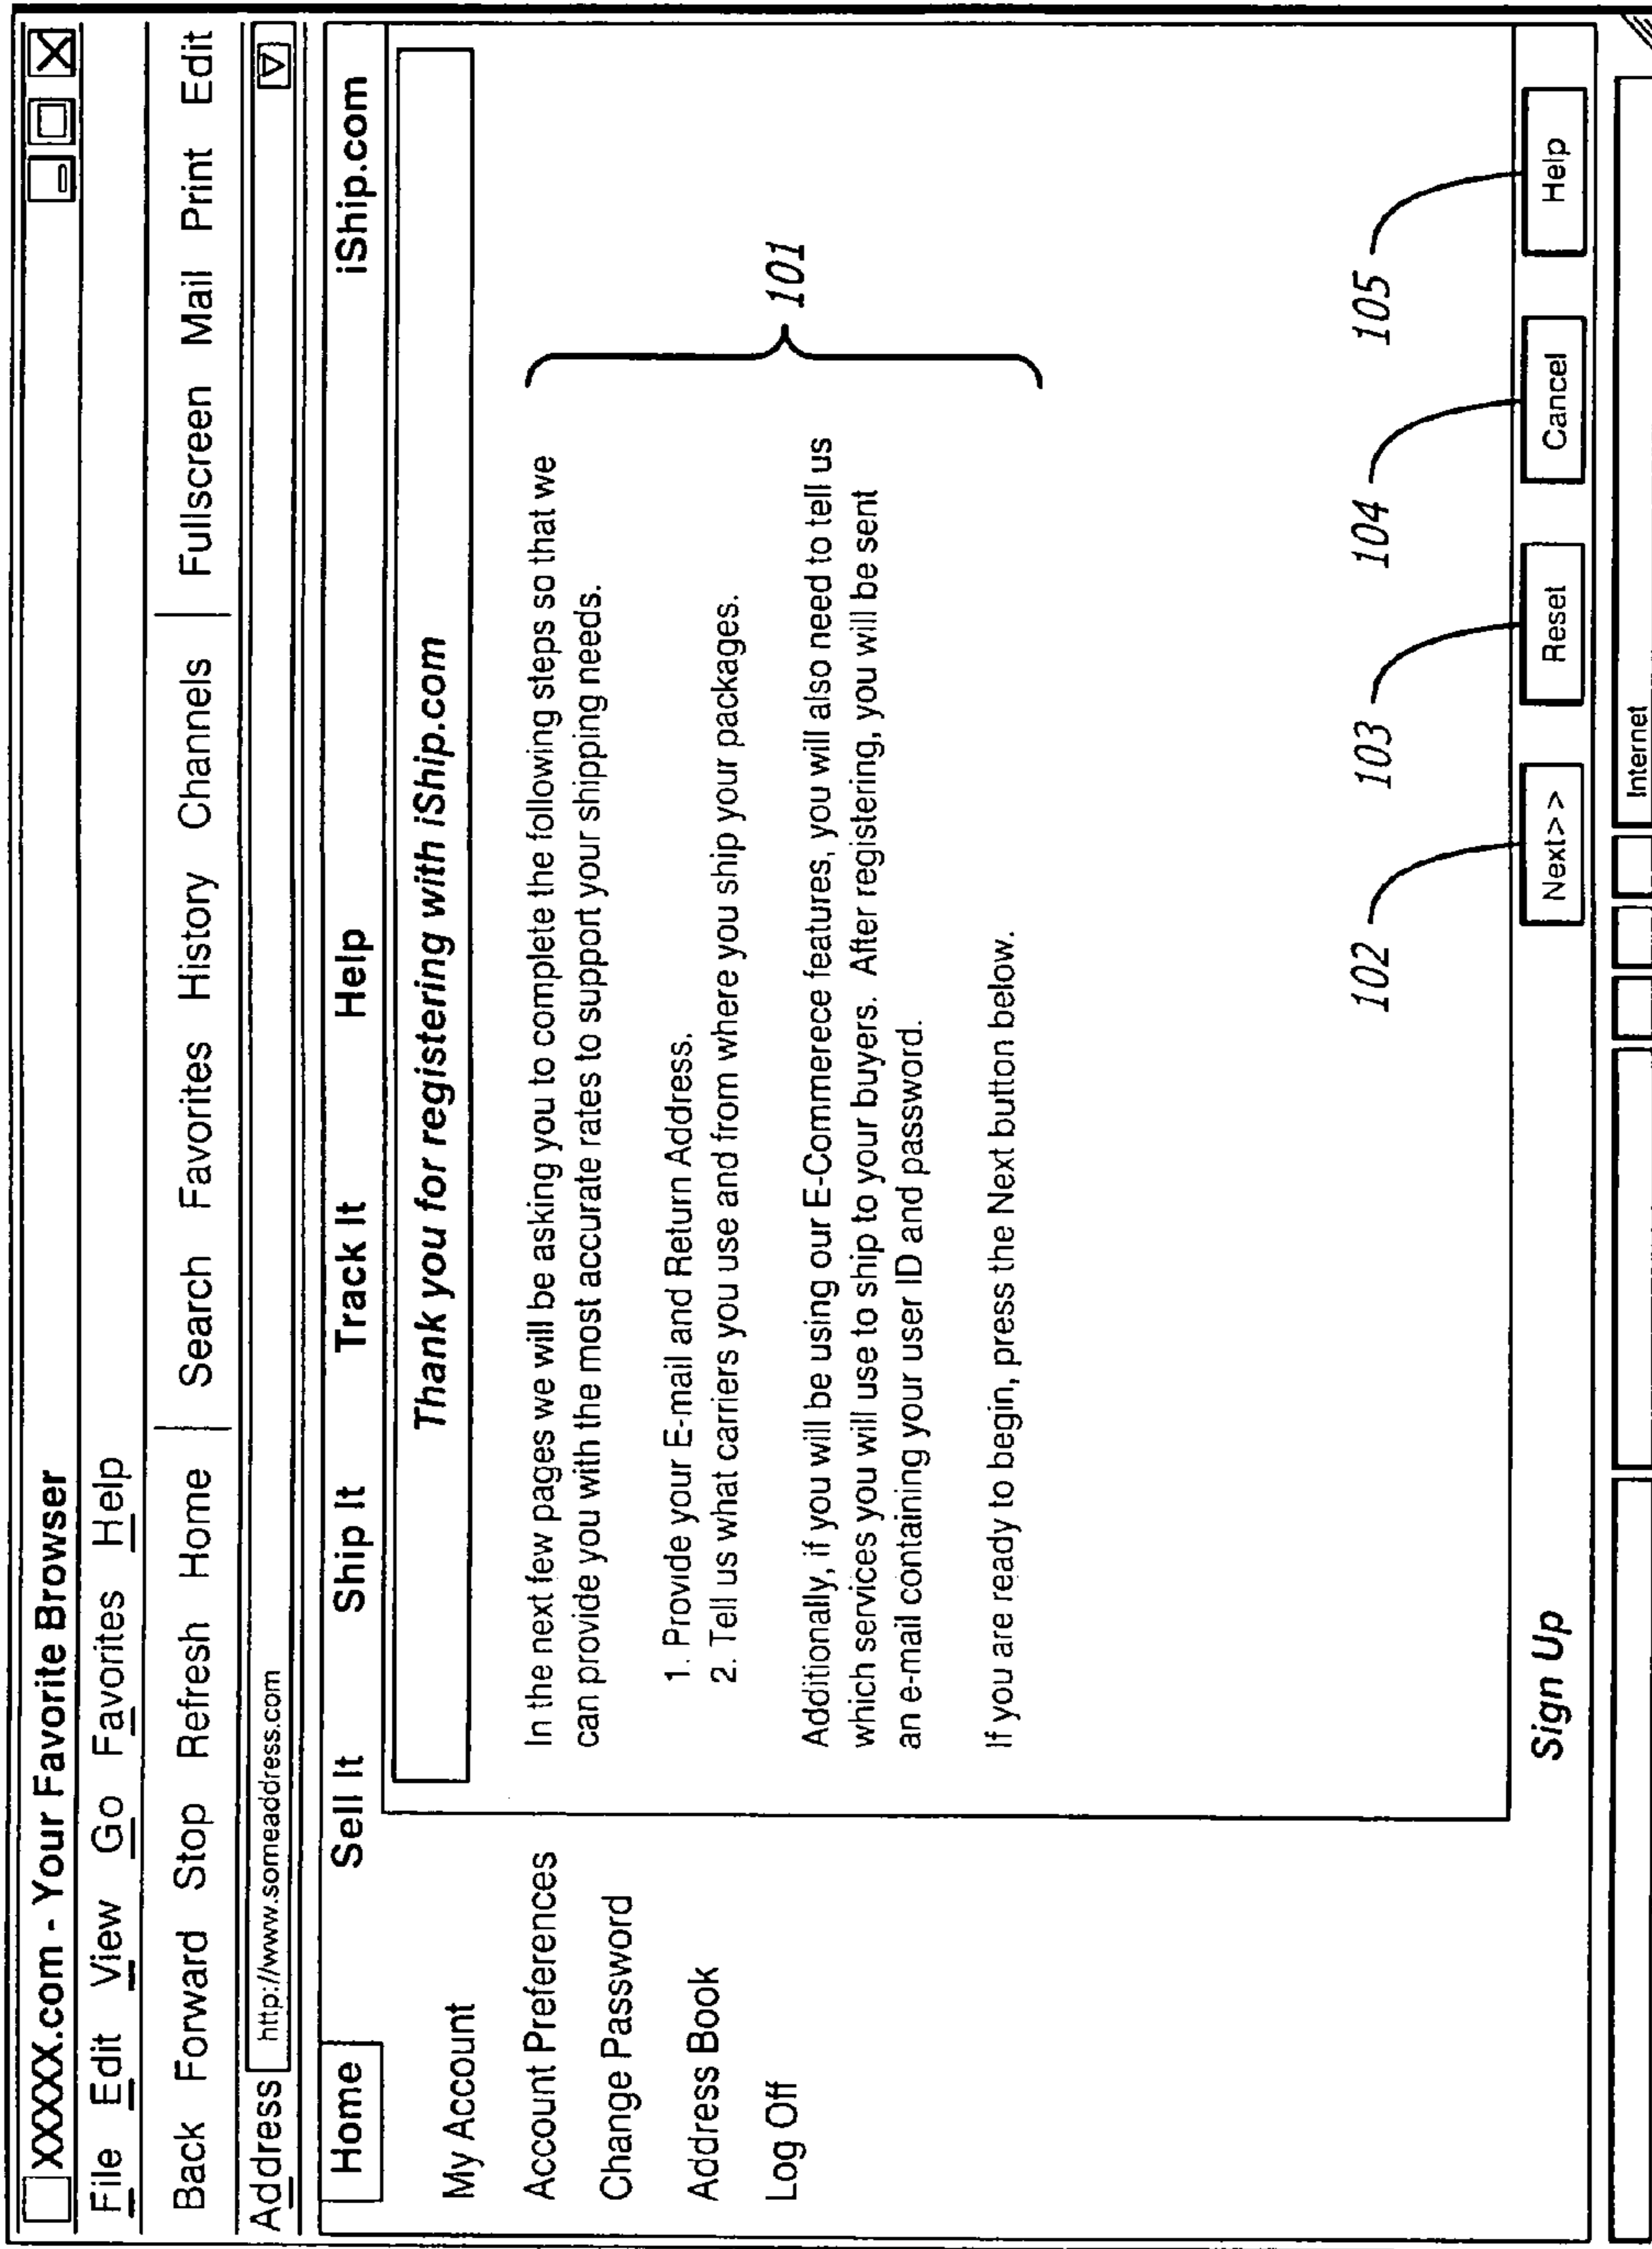 XXXXX.com - Your Favorite Browser
File Edit View Go Favorites Help
Back Forward Stop Refresh Home Search Favorites History Channels Fullscreen Mail Print Edit
Address http://www.someaddress.com
Home Sell It Ship It Track It Help iShip.com
Thank you for registering with iShip.com
My Account
Account Preferences
Change Password
Address Book
Log Off
In the next few pages we will be asking you to complete the following steps so that we
can provide you with the most accurate rates to support your shipping needs.
1. Provide your E-mail and Return Address.
2. Tell us what carriers you use and from where you ship your packages.
Additionally, if you will be using our E-Commerece features, you will also need to tell us
which services you will use to ship to your buyers. After registering, you will be sent
an e-mail containing your user ID and password.
If you are ready to begin, press the Next button below.
101
102 103 104 105
Sign Up Next>> Reset Cancel Help
Internet